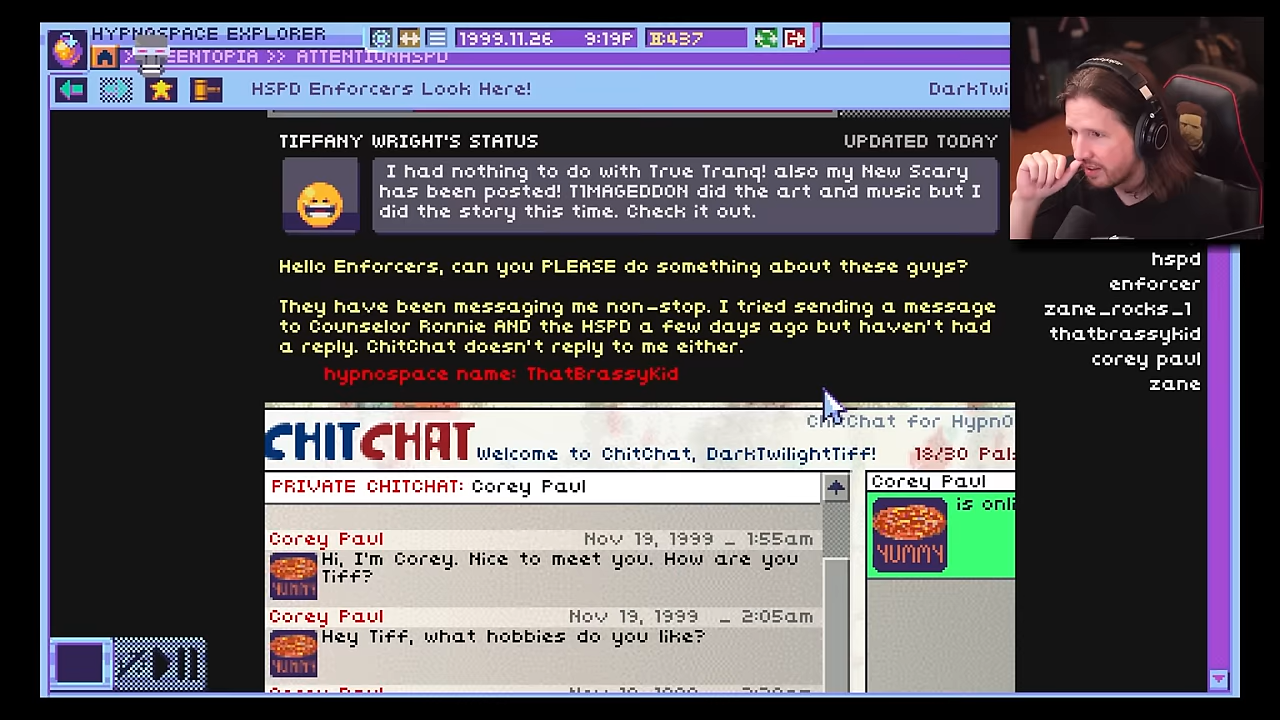 HYPNOSPACE EXPLORER
1999.11.26 9:19P
437
>> ATTENTIONHSPD
HSPD Enforcers Look Here!
DarkTwi
TIFFANY WRIGHT'S STATUS
UPDATED TODAY
I had nothing to do with True Tranq! also my New Scary
has been posted! T1MAGEDDON did the art and music but I
did the story this time. Check it out.
Hello Enforcers, can you PLEASE do something about these guys?
They have been messaging me non-stop. I tried sending a message
to Counselor Ronnie AND the HSPD a few days ago but haven't had
a reply. ChitChat doesn't reply to me either.
hypnospace name: ThatBrassyKid
hspd
enforcer
zane_rocks_1
thatbrassykid
corey paul
zane
CHITCHAT
ChitChat for Hypn0
Welcome to ChitChat, DarkTwilightTiff!
18/30 Pals
PRIVATE CHITCHAT: Corey Paul
Corey Paul
is onli
YUMMY
Corey Paul
Nov 19, 1999 _ 1:55am
Hi, I'm Corey. Nice to meet you. How are you
Tiff?
YUMMY
Corey Paul
Nov 19, 1999 _ 2:05am
Hey Tiff, what hobbies do you like?
YUMMY
Corey Paul